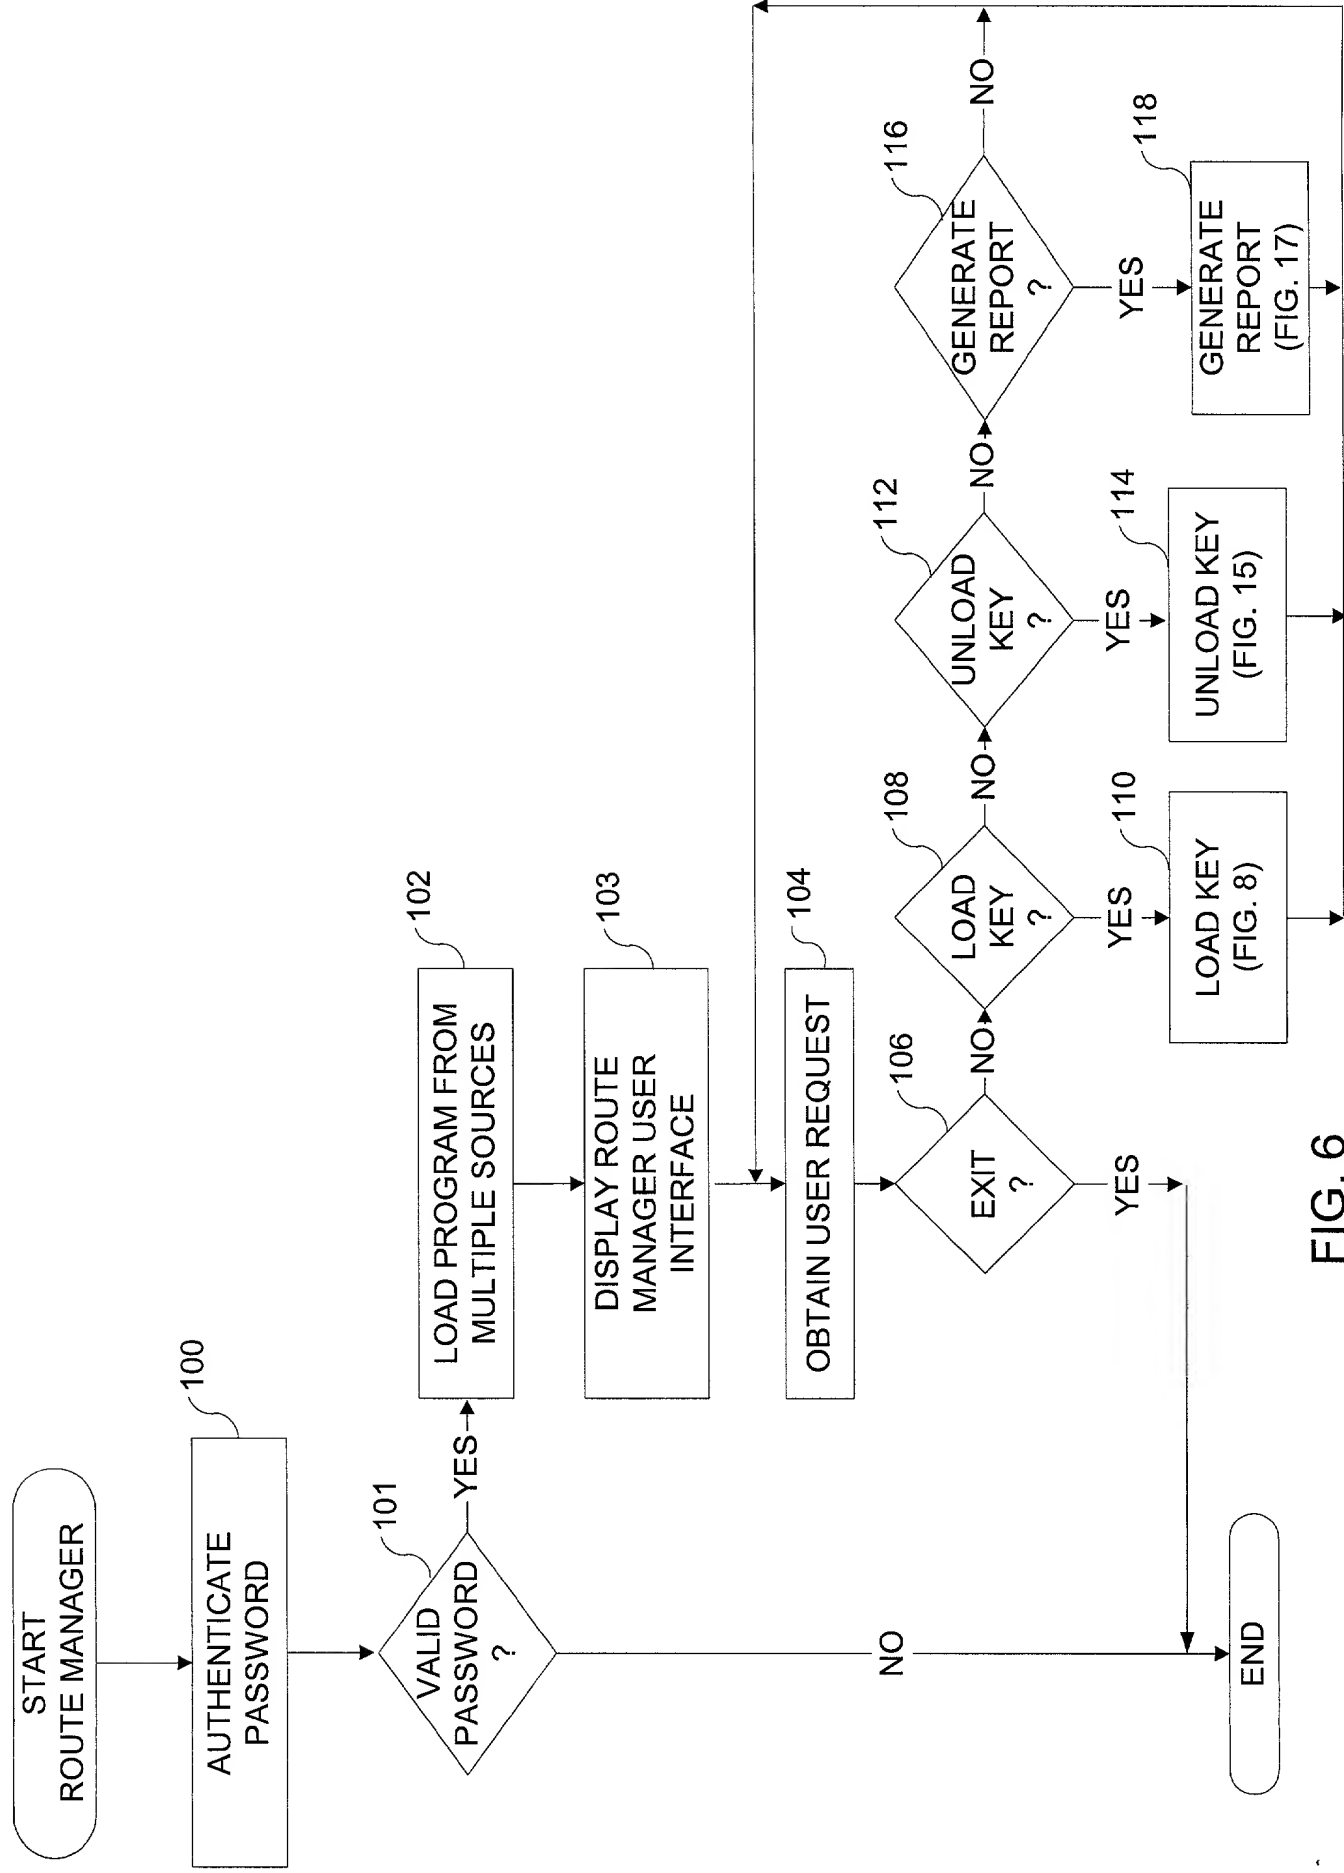 START
ROUTE MANAGER
100
AUTHENTICATE
PASSWORD
101
VALID
PASSWORD
?
YES
NO
102
LOAD PROGRAM FROM
MULTIPLE SOURCES
103
DISPLAY ROUTE
MANAGER USER
INTERFACE
104
OBTAIN USER REQUEST
106
EXIT
?
YES
NO
108
LOAD
KEY
?
YES
NO
110
LOAD KEY
(FIG. 8)
112
UNLOAD
KEY
?
YES
NO
114
UNLOAD KEY
(FIG. 15)
116
GENERATE
REPORT
?
YES
NO
118
GENERATE
REPORT
(FIG. 17)
END
FIG. 6